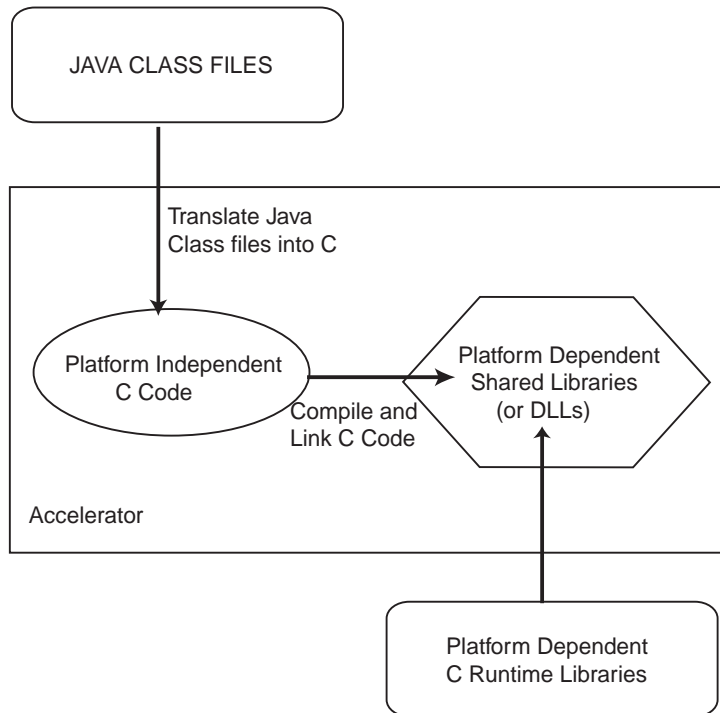 JAVA CLASS FILES
Translate Java
Class files into C
Platform Independent
C Code
Compile and
Link C Code
Platform Dependent
Shared Libraries
(or DLLs)
Accelerator
Platform Dependent
C Runtime Libraries